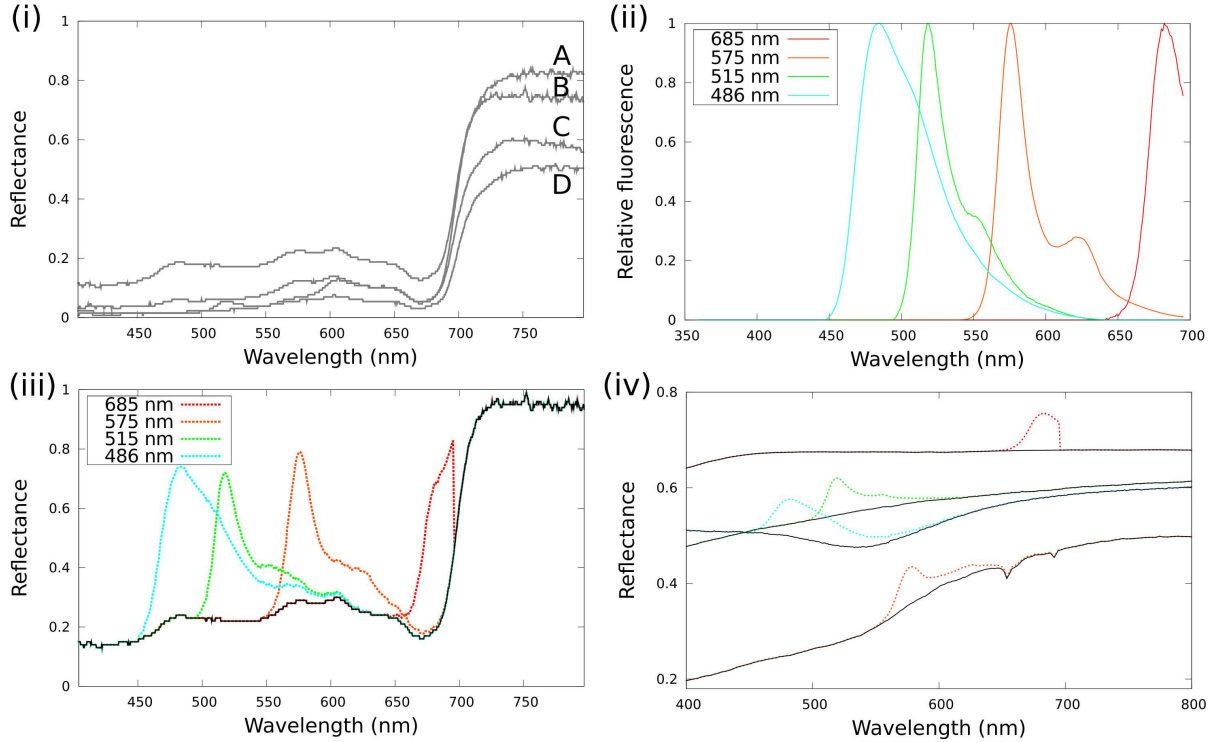 (i)
1
0.8
0.6
0.4
0.2
0
Reflectance
A
B
C
D
450 500 550 600 650 700 750
Wavelength (nm)
(ii)
1
0.8
0.6
0.4
0.2
0
Relative fluorescence
685 nm
575 nm
515 nm
486 nm
350 400 450 500 550 600 650 700
Wavelength (nm)
(iii)
1
0.8
0.6
0.4
0.2
0
Reflectance
685 nm
575 nm
515 nm
486 nm
450 500 550 600 650 700 750
Wavelength (nm)
(iv)
0.8
0.6
0.4
0.2
Reflectance
400 500 600 700 800
Wavelength (nm)